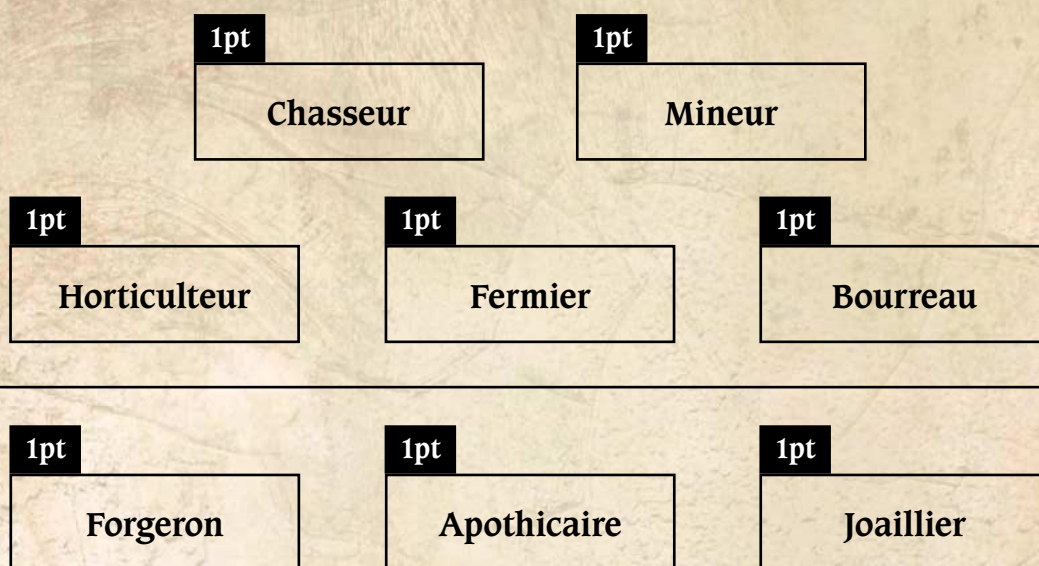 1pt 1pt
Chasseur Mineur
1pt 1pt 1pt
Horticulteur Fermier Bourreau
1pt 1pt 1pt
Forgeron Apothicaire Joaillier